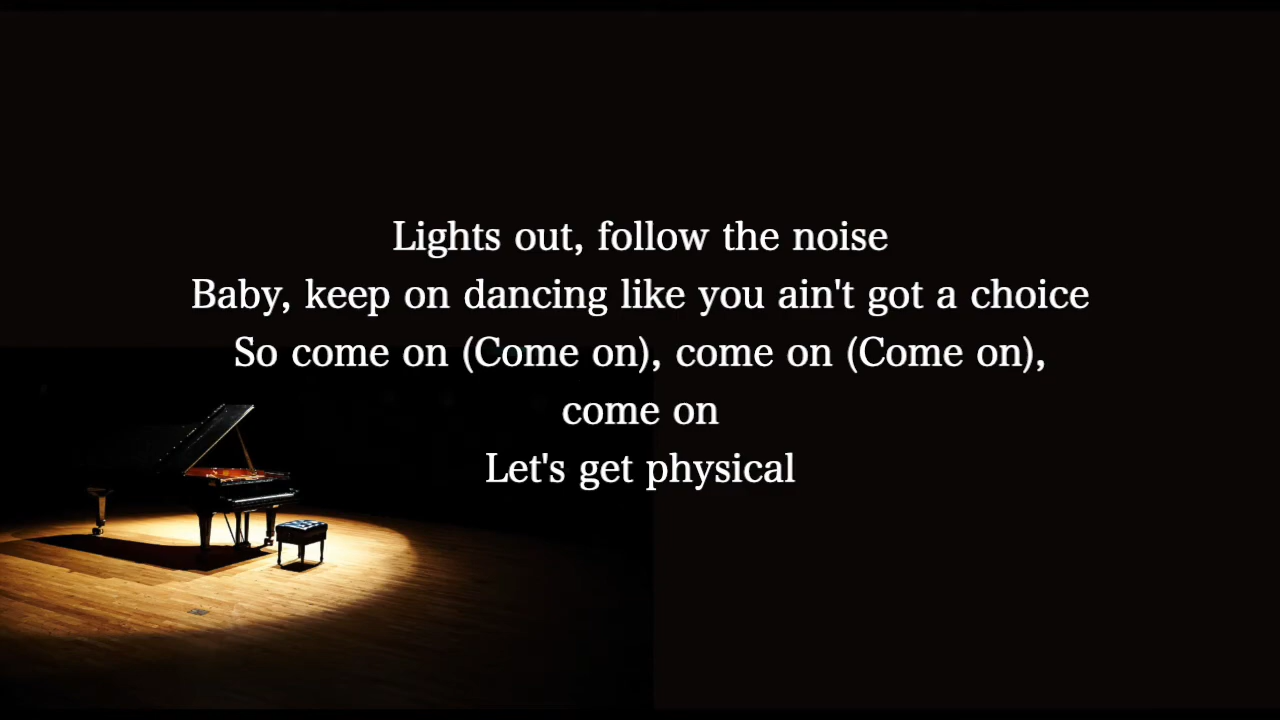 Lights out, follow the noise
Baby, keep on dancing like you ain't got a choice
So come on (Come on), come on (Come on),
come on
Let's get physical